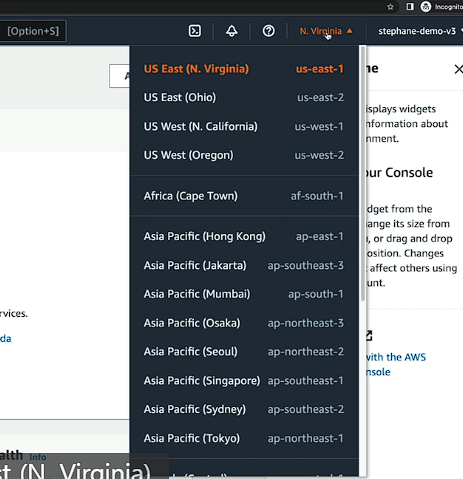 Incognito
[Option+S]
N. Virginia
stephane-demo-v3
US East (N. Virginia) us-east-1
US East (Ohio) us-east-2
US West (N. California) us-west-1
US West (Oregon) us-west-2
Africa (Cape Town) af-south-1
Asia Pacific (Hong Kong) ap-east-1
Asia Pacific (Jakarta) ap-southeast-3
Asia Pacific (Mumbai) ap-south-1
Asia Pacific (Osaka) ap-northeast-3
Asia Pacific (Seoul) ap-northeast-2
Asia Pacific (Singapore) ap-southeast-1
Asia Pacific (Sydney) ap-southeast-2
Asia Pacific (Tokyo) ap-northeast-1
A
me
isplays widgets
nformation about
nment.
our Console
dget from the
hange its size from
, or drag and drop
osition. Changes
t affect others using
unt.
with the AWS
nsole
rvices.
da
alth Info
st (N. Virginia)